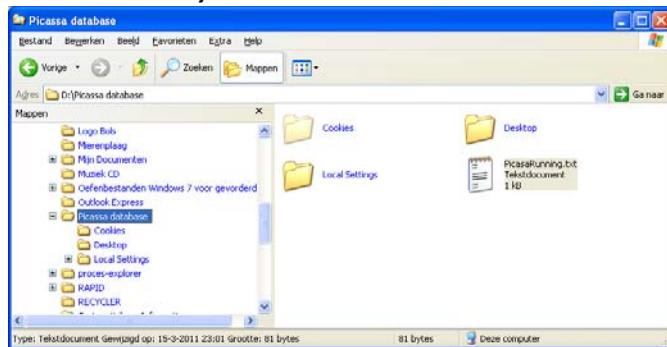 Picassa database
Bestand Bewerken Beeld Favorieten Extra Help
Vorige Zoeken Mappen
Adres D:\Picassa database Ga naar
Mappen
Logo Bols
Merenplaag
Mijn Documenten
Muziek CD
Oefenbestanden Windows 7 voor gevorderd
Outlook Express
Picassa database
Cookies
Desktop
Local Settings
proces-explorer
RAPID
RECYCLER
Cookies
Desktop
Local Settings
PicasaRunning.txt
Tekstdocument
1 kB
Type: Tekstdocument Gewijzigd op: 15-3-2011 23:01 Grootte: 81 bytes 81 bytes Deze computer